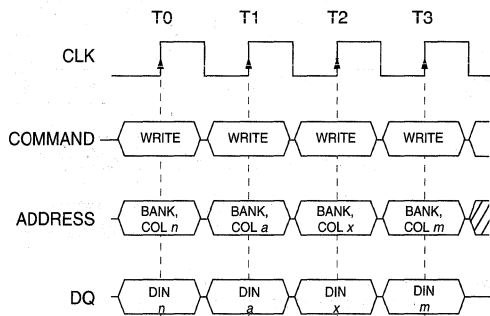 T0 T1 T2 T3
CLK
COMMAND WRITE WRITE WRITE WRITE
ADDRESS BANK, COL n BANK, COL a BANK, COL x BANK, COL m
DQ DIN n DIN a DIN x DIN m